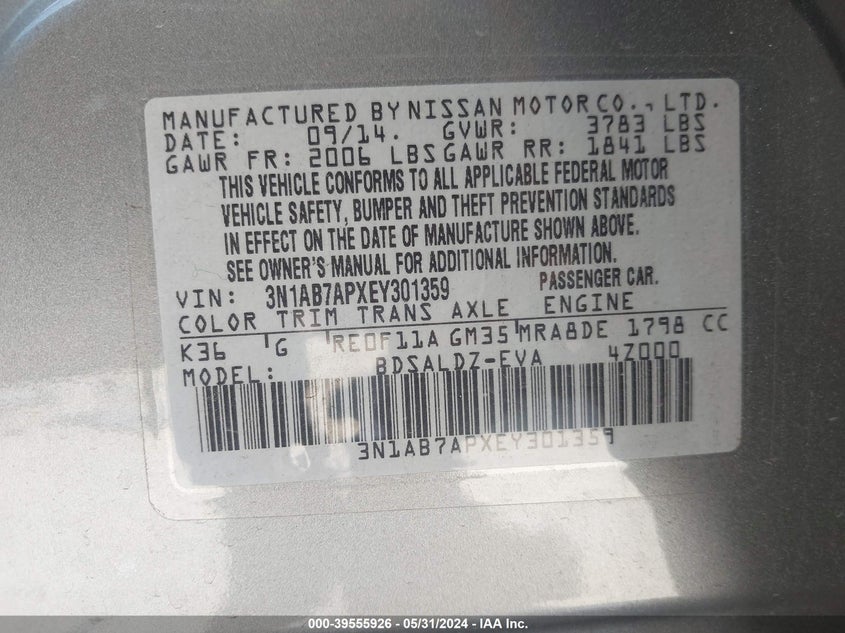 MANUFACTURED BY NISSAN MOTOR CO., LTD.
DATE: 09/14. GVWR: 3783 LBS
GAWR FR: 2006 LBS GAWR RR: 1841 LBS
THIS VEHICLE CONFORMS TO ALL APPLICABLE FEDERAL MOTOR
VEHICLE SAFETY, BUMPER AND THEFT PREVENTION STANDARDS
IN EFFECT ON THE DATE OF MANUFACTURE SHOWN ABOVE.
SEE OWNER'S MANUAL FOR ADDITIONAL INFORMATION.
VIN: 3N1AB7APXEY301359 PASSENGER CAR.
COLOR TRIM TRANS AXLE ENGINE
K36 G RE0F11A GM35 MRA8DE 1798 CC
MODEL: BDSALDZ-EVA 4Z000
3N1AB7APXEY301359
000-39555926 - 05/31/2024 - IAA Inc.